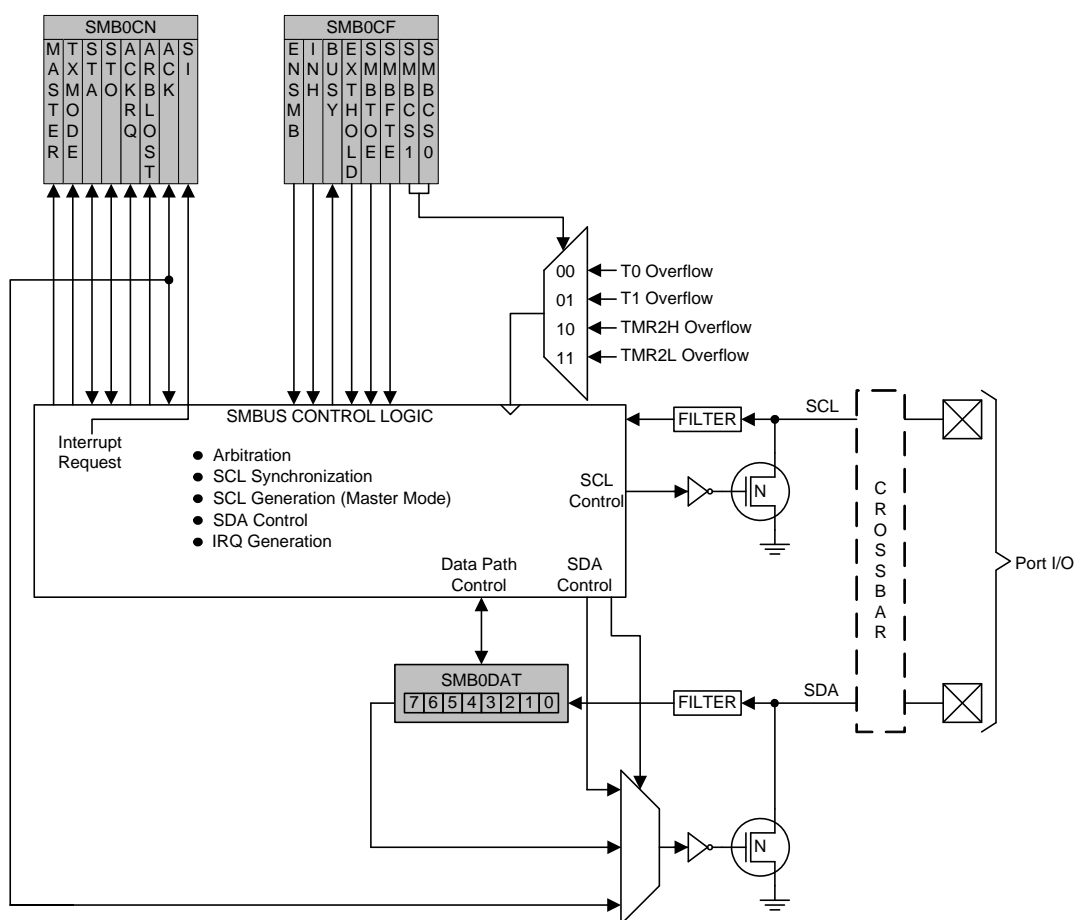 SMB0CN
MASTER
TXMODE
STA
STO
ACKRQ
ARBLOST
ACK
SI
SMB0CF
ENSMB
INH
BUSY
EXTHOLD
SMBTOE
SMBFTE
SMBCS1
SMBCS0
00
01
10
11
T0 Overflow
T1 Overflow
TMR2H Overflow
TMR2L Overflow
SMBUS CONTROL LOGIC
Interrupt
Request
● Arbitration
● SCL Synchronization
● SCL Generation (Master Mode)
● SDA Control
● IRQ Generation
SCL
Control
Data Path
Control
SDA
Control
FILTER
SCL
N
CROSSBAR
Port I/O
SMB0DAT
7 6 5 4 3 2 1 0
FILTER
SDA
N